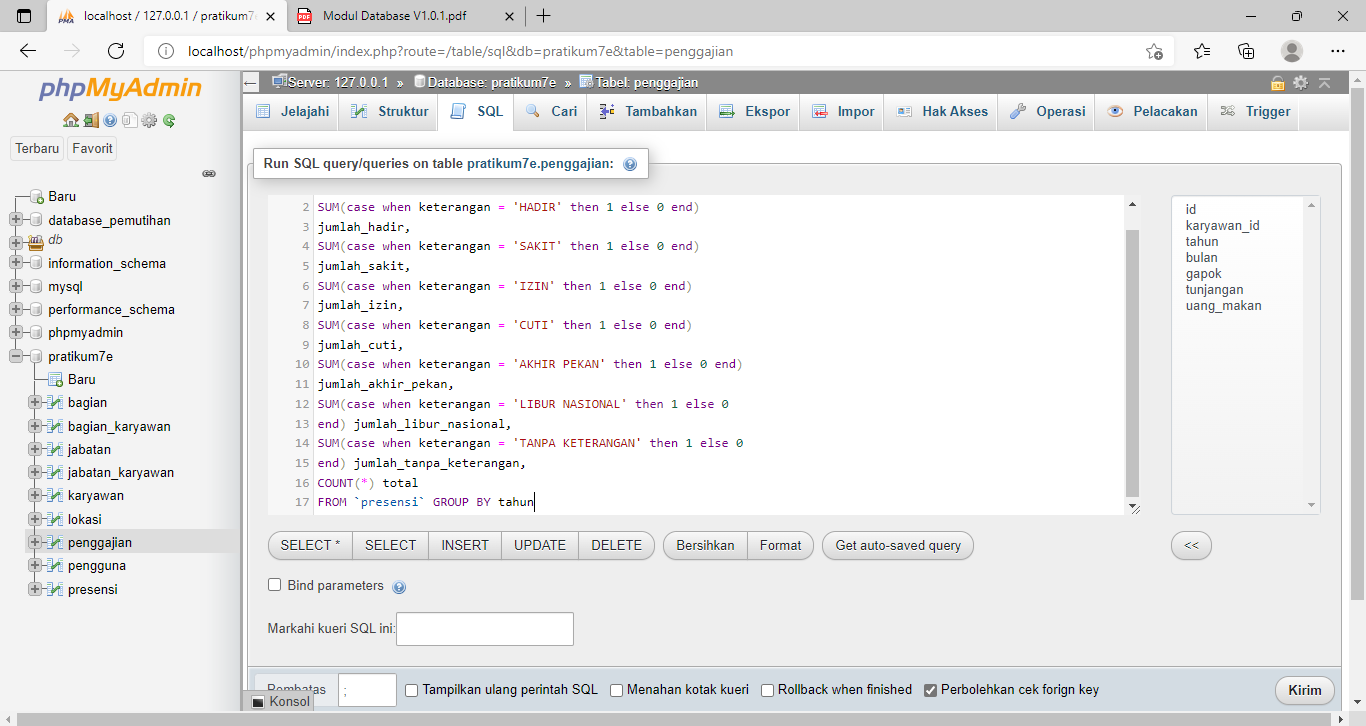 localhost / 127.0.0.1 / pratikum7e
Modul Database V1.0.1.pdf
localhost/phpmyadmin/index.php?route=/table/sql&db=pratikum7e&table=penggajian
phpMyAdmin
Terbaru Favorit
Baru
database_pemutihan
db
information_schema
mysql
performance_schema
phpmyadmin
pratikum7e
Baru
bagian
bagian_karyawan
jabatan
jabatan_karyawan
karyawan
lokasi
penggajian
pengguna
presensi
Server: 127.0.0.1 » Database: pratikum7e » Tabel: penggajian
Jelajahi Struktur SQL Cari Tambahkan Ekspor Impor Hak Akses Operasi Pelacakan Trigger
Run SQL query/queries on table pratikum7e.penggajian:
2 SUM(case when keterangan = 'HADIR' then 1 else 0 end)
3 jumlah_hadir,
4 SUM(case when keterangan = 'SAKIT' then 1 else 0 end)
5 jumlah_sakit,
6 SUM(case when keterangan = 'IZIN' then 1 else 0 end)
7 jumlah_izin,
8 SUM(case when keterangan = 'CUTI' then 1 else 0 end)
9 jumlah_cuti,
10 SUM(case when keterangan = 'AKHIR PEKAN' then 1 else 0 end)
11 jumlah_akhir_pekan,
12 SUM(case when keterangan = 'LIBUR NASIONAL' then 1 else 0
13 end) jumlah_libur_nasional,
14 SUM(case when keterangan = 'TANPA KETERANGAN' then 1 else 0
15 end) jumlah_tanpa_keterangan,
16 COUNT(*) total
17 FROM `presensi` GROUP BY tahun
id
karyawan_id
tahun
bulan
gapok
tunjangan
uang_makan
SELECT * SELECT INSERT UPDATE DELETE Bersihkan Format Get auto-saved query <<
Bind parameters
Markahi kueri SQL ini:
Pembatas ; Tampilkan ulang perintah SQL Menahan kotak kueri Rollback when finished Perbolehkan cek forign key Kirim
Konsol